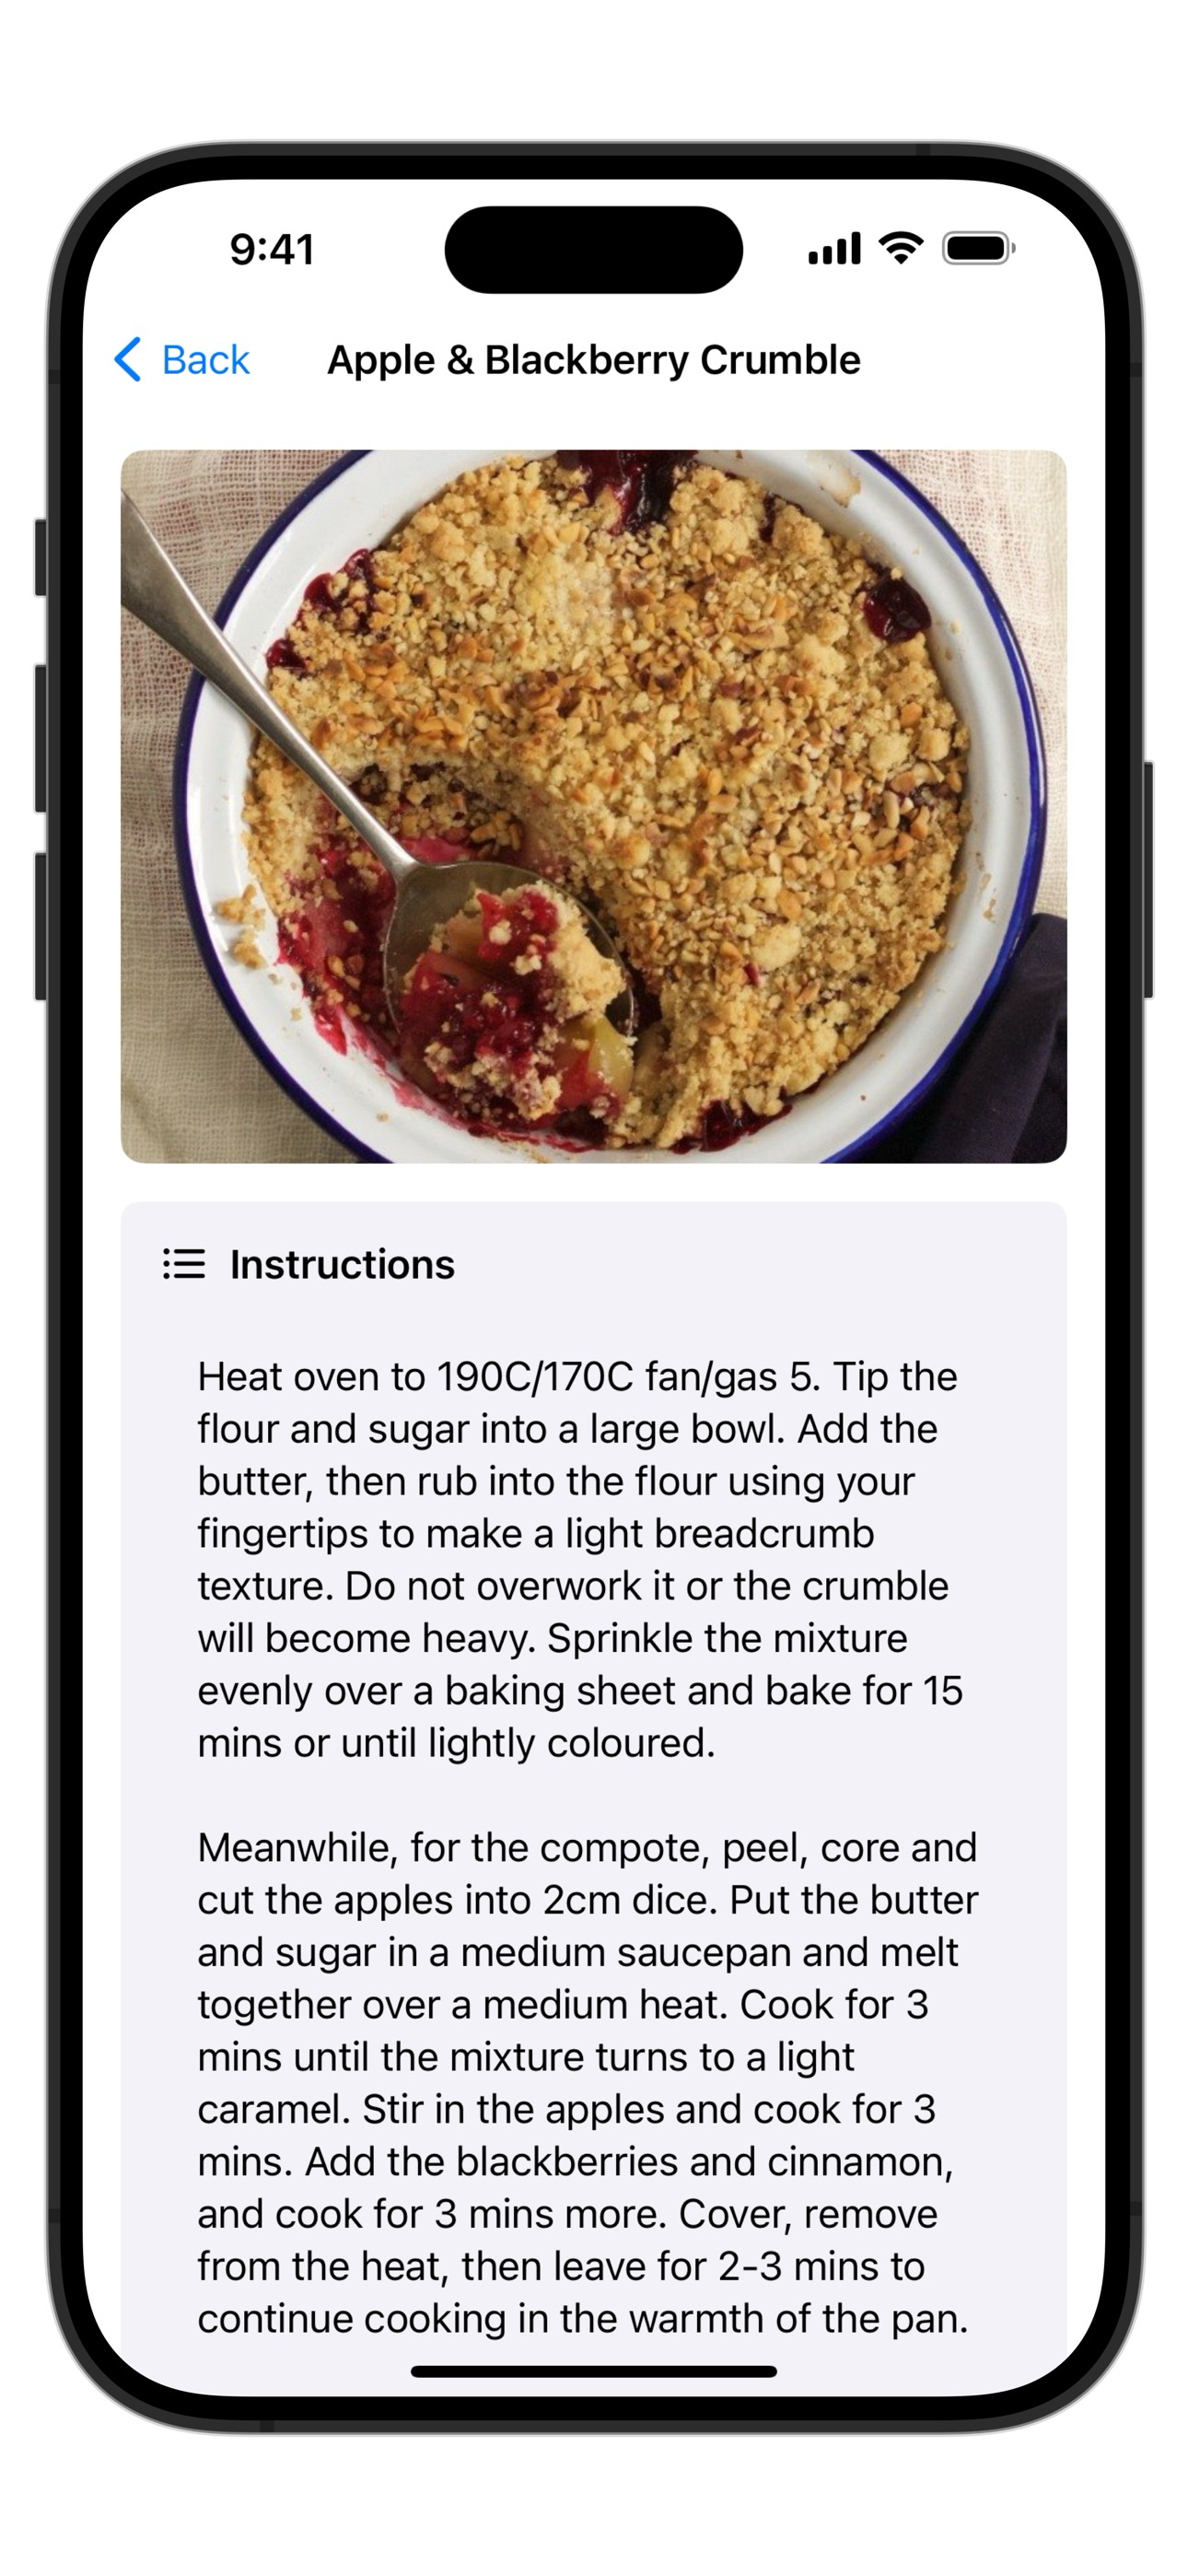 9:41
Back
Apple & Blackberry Crumble
Instructions
Heat oven to 190C/170C fan/gas 5. Tip the
flour and sugar into a large bowl. Add the
butter, then rub into the flour using your
fingertips to make a light breadcrumb
texture. Do not overwork it or the crumble
will become heavy. Sprinkle the mixture
evenly over a baking sheet and bake for 15
mins or until lightly coloured.
Meanwhile, for the compote, peel, core and
cut the apples into 2cm dice. Put the butter
and sugar in a medium saucepan and melt
together over a medium heat. Cook for 3
mins until the mixture turns to a light
caramel. Stir in the apples and cook for 3
mins. Add the blackberries and cinnamon,
and cook for 3 mins more. Cover, remove
from the heat, then leave for 2-3 mins to
continue cooking in the warmth of the pan.